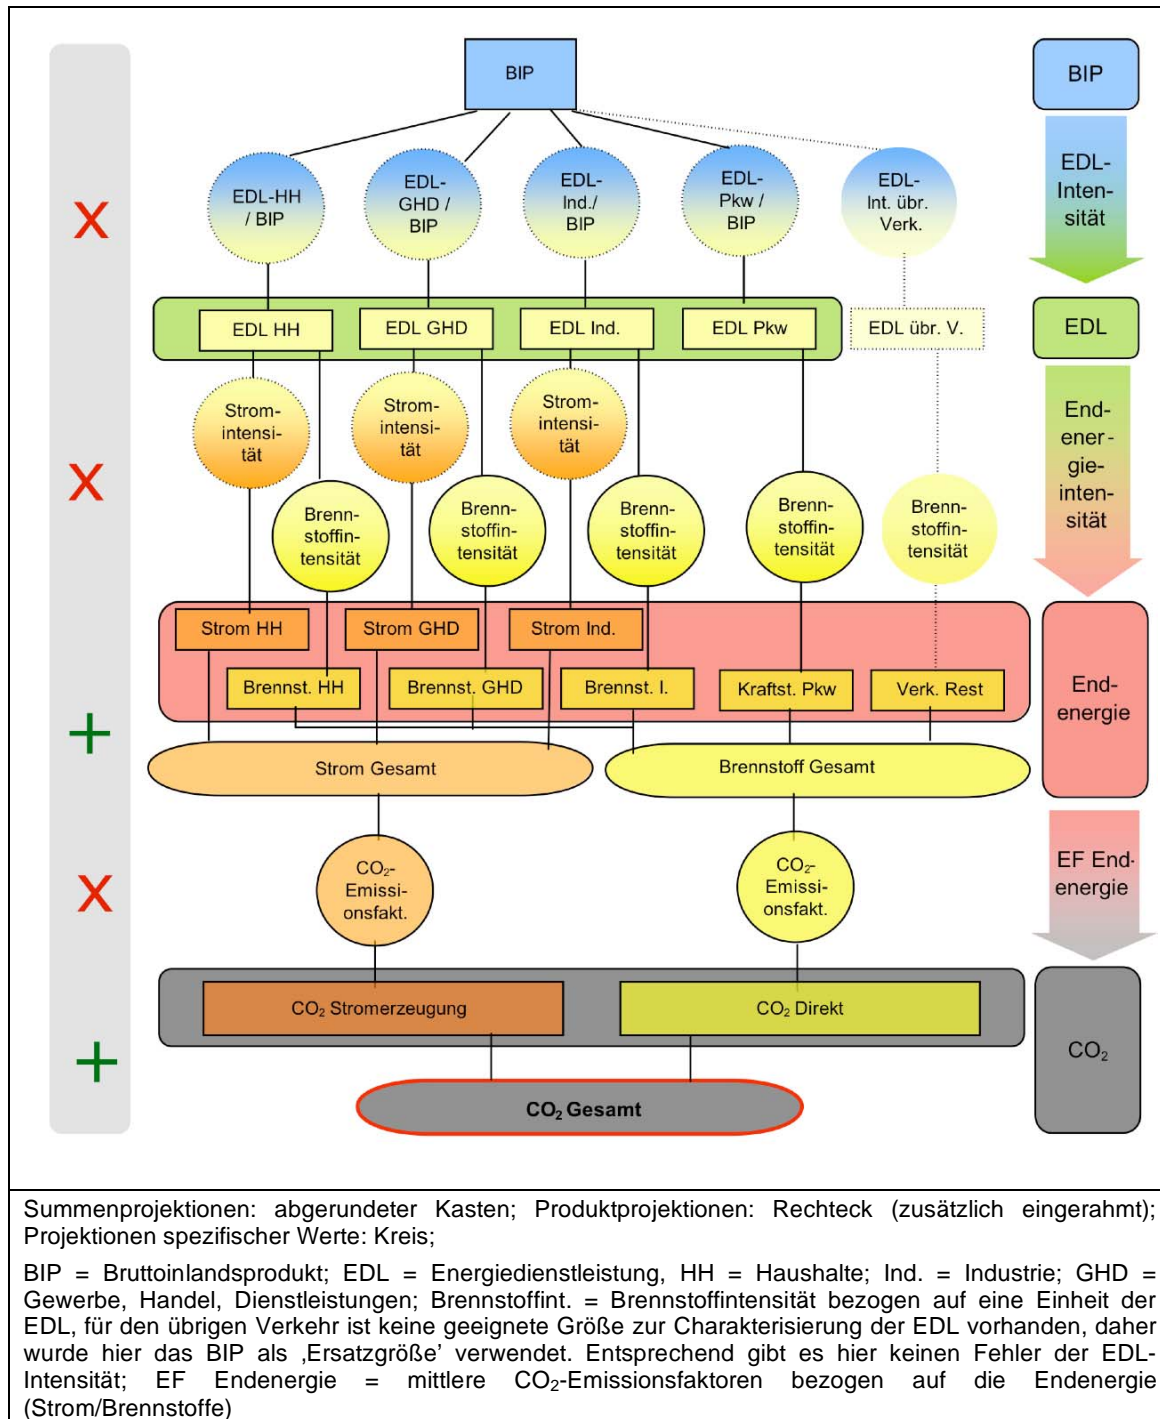 BIP
BIP
EDL-HH
/ BIP
EDL-
GHD /
BIP
EDL-
Ind./
BIP
EDL-
Pkw /
BIP
EDL-
Int. übr.
Verk.
EDL-
Inten-
sität
X
EDL HH
EDL GHD
EDL Ind.
EDL Pkw
EDL übr. V.
EDL
Strom-
intensi-
tät
Strom-
intensi-
tät
Strom-
intensi-
tät
X
Brenn-
stoffin-
tensität
Brenn-
stoffin-
tensität
Brenn-
stoffin-
tensität
Brenn-
stoffin-
tensität
Brenn-
stoffin-
tensität
End-
ener-
gie-
inten-
sität
Strom HH
Strom GHD
Strom Ind.
Brennst. HH
Brennst. GHD
Brennst. I.
Kraftst. Pkw
Verk. Rest
End-
energie
+
Strom Gesamt
Brennstoff Gesamt
X
CO₂-
Emissi-
onsfakt.
CO₂-
Emissi-
onsfakt.
EF End-
energie
CO₂ Stromerzeugung
CO₂ Direkt
CO₂
+
CO₂ Gesamt
Summenprojektionen: abgerundeter Kasten; Produktprojektionen: Rechteck (zusätzlich eingerahmt);
Projektionen spezifischer Werte: Kreis;
BIP = Bruttoinlandsprodukt; EDL = Energiedienstleistung, HH = Haushalte; Ind. = Industrie; GHD =
Gewerbe, Handel, Dienstleistungen; Brennstoffint. = Brennstoffintensität bezogen auf eine Einheit der
EDL, für den übrigen Verkehr ist keine geeignete Größe zur Charakterisierung der EDL vorhanden, daher
wurde hier das BIP als ‚Ersatzgröße' verwendet. Entsprechend gibt es hier keinen Fehler der EDL-
Intensität; EF Endenergie = mittlere CO₂-Emissionsfaktoren bezogen auf die Endenergie
(Strom/Brennstoffe)